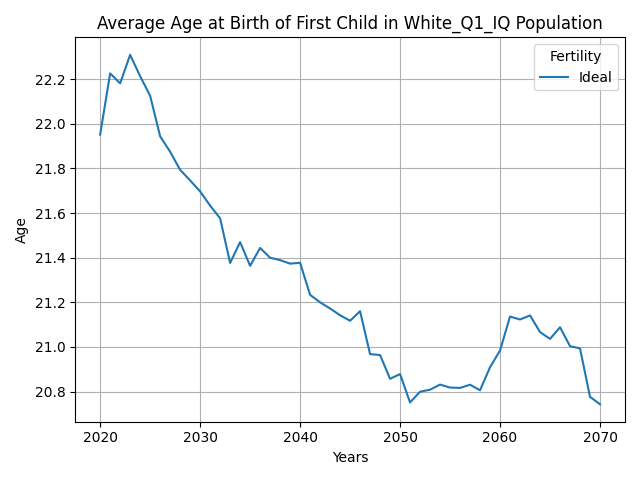 Average Age at Birth of First Child in White_Q1_IQ Population
Fertility
Ideal
22.2
22.0
21.8
21.6
21.4
21.2
21.0
20.8
Age
2020 2030 2040 2050 2060 2070
Years